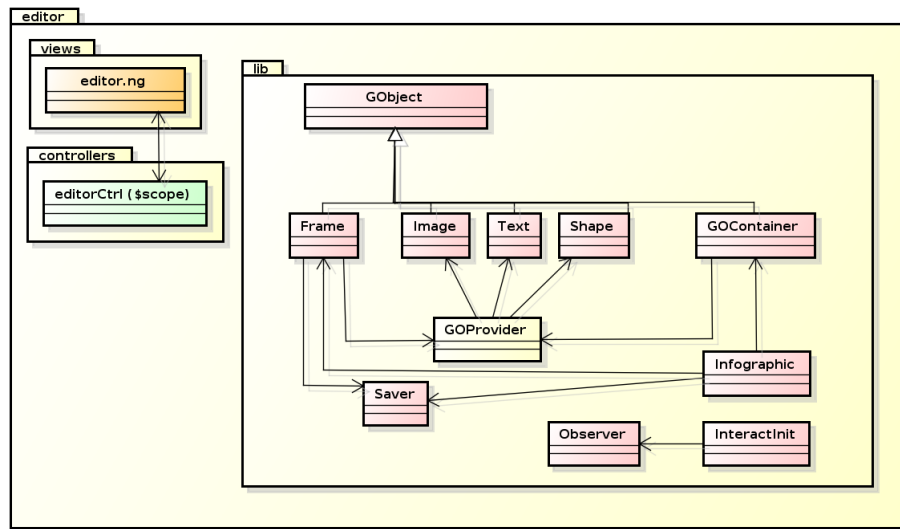 editor
views
editor.ng
controllers
editorCtrl ($scope)
lib
GObject
Frame
Image
Text
Shape
GOContainer
GOProvider
Infographic
Saver
Observer
InteractInit